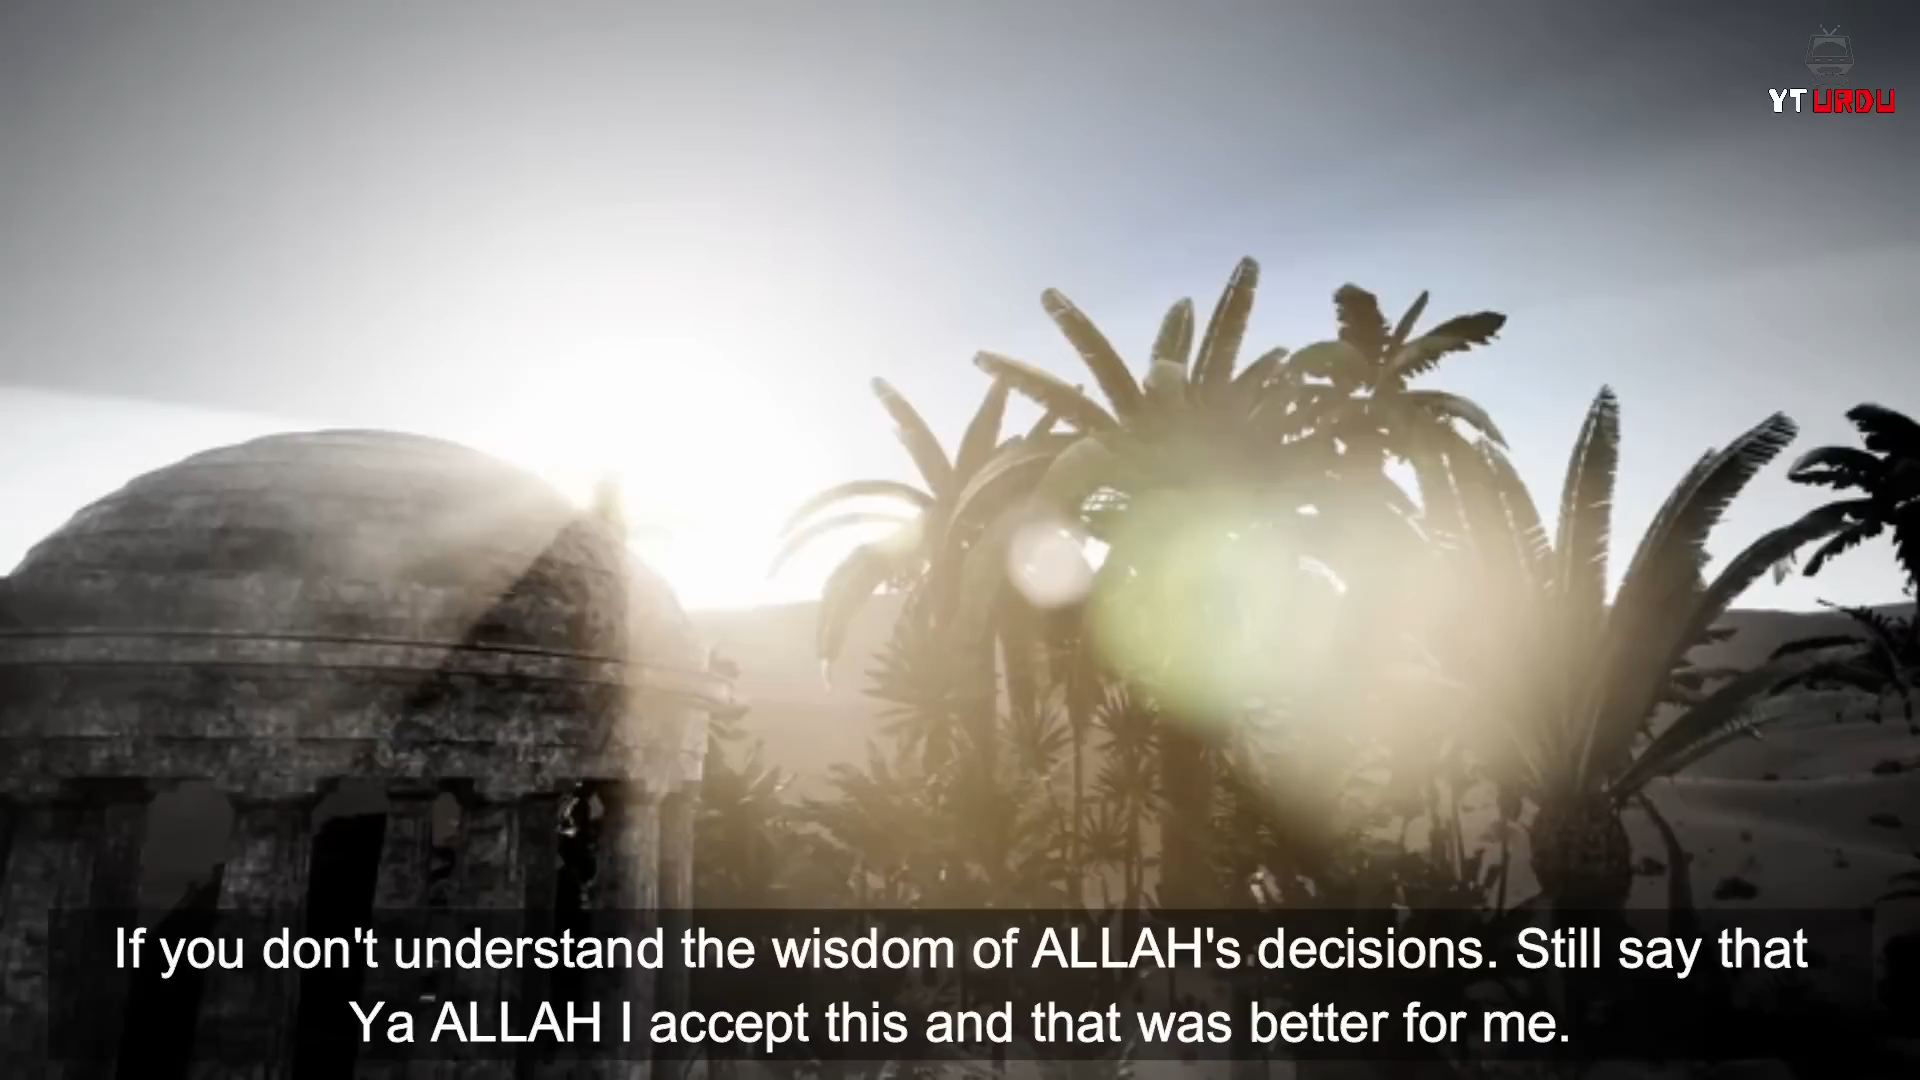 YT URDU
If you don't understand the wisdom of ALLAH's decisions. Still say that
Ya ALLAH I accept this and that was better for me.